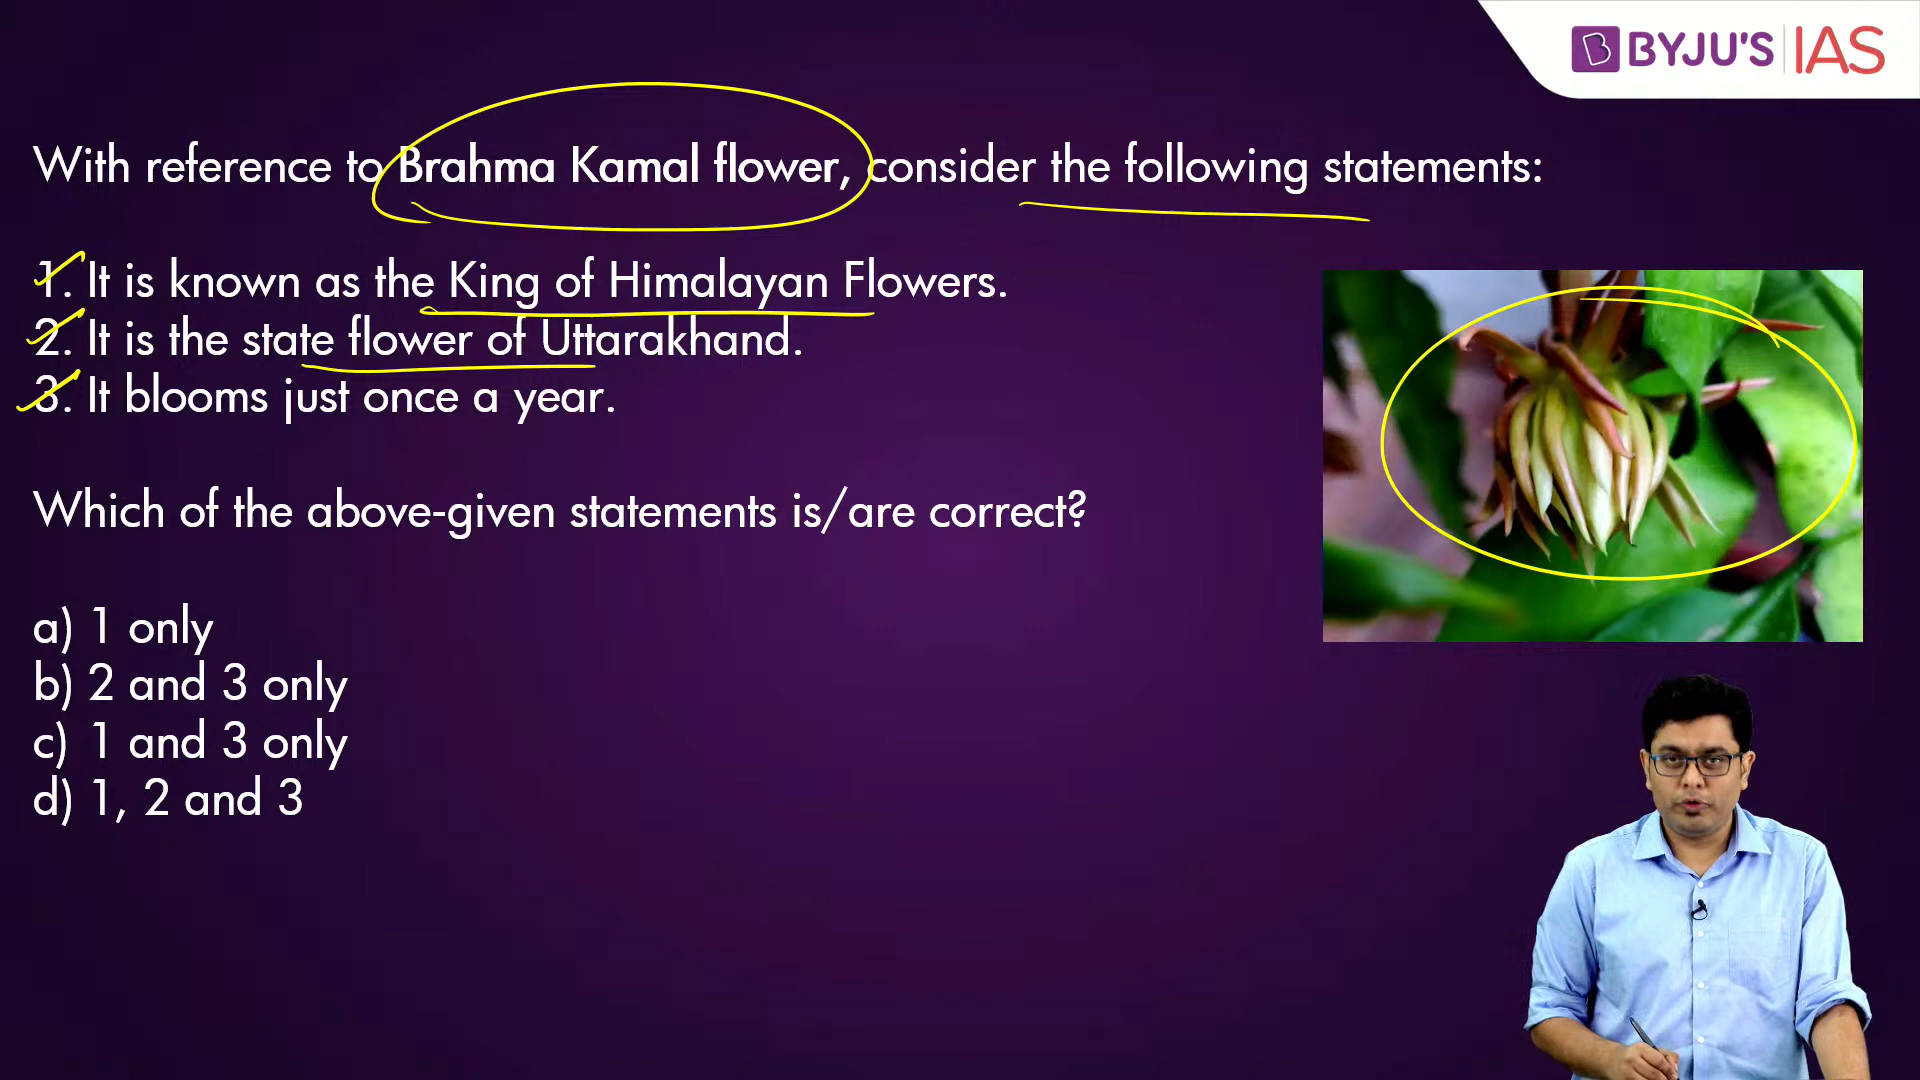 BYJU'S IAS
With reference to Brahma Kamal flower, consider the following statements:
1. It is known as the King of Himalayan Flowers.
2. It is the state flower of Uttarakhand.
3. It blooms just once a year.
Which of the above-given statements is/are correct?
a) 1 only
b) 2 and 3 only
c) 1 and 3 only
d) 1, 2 and 3